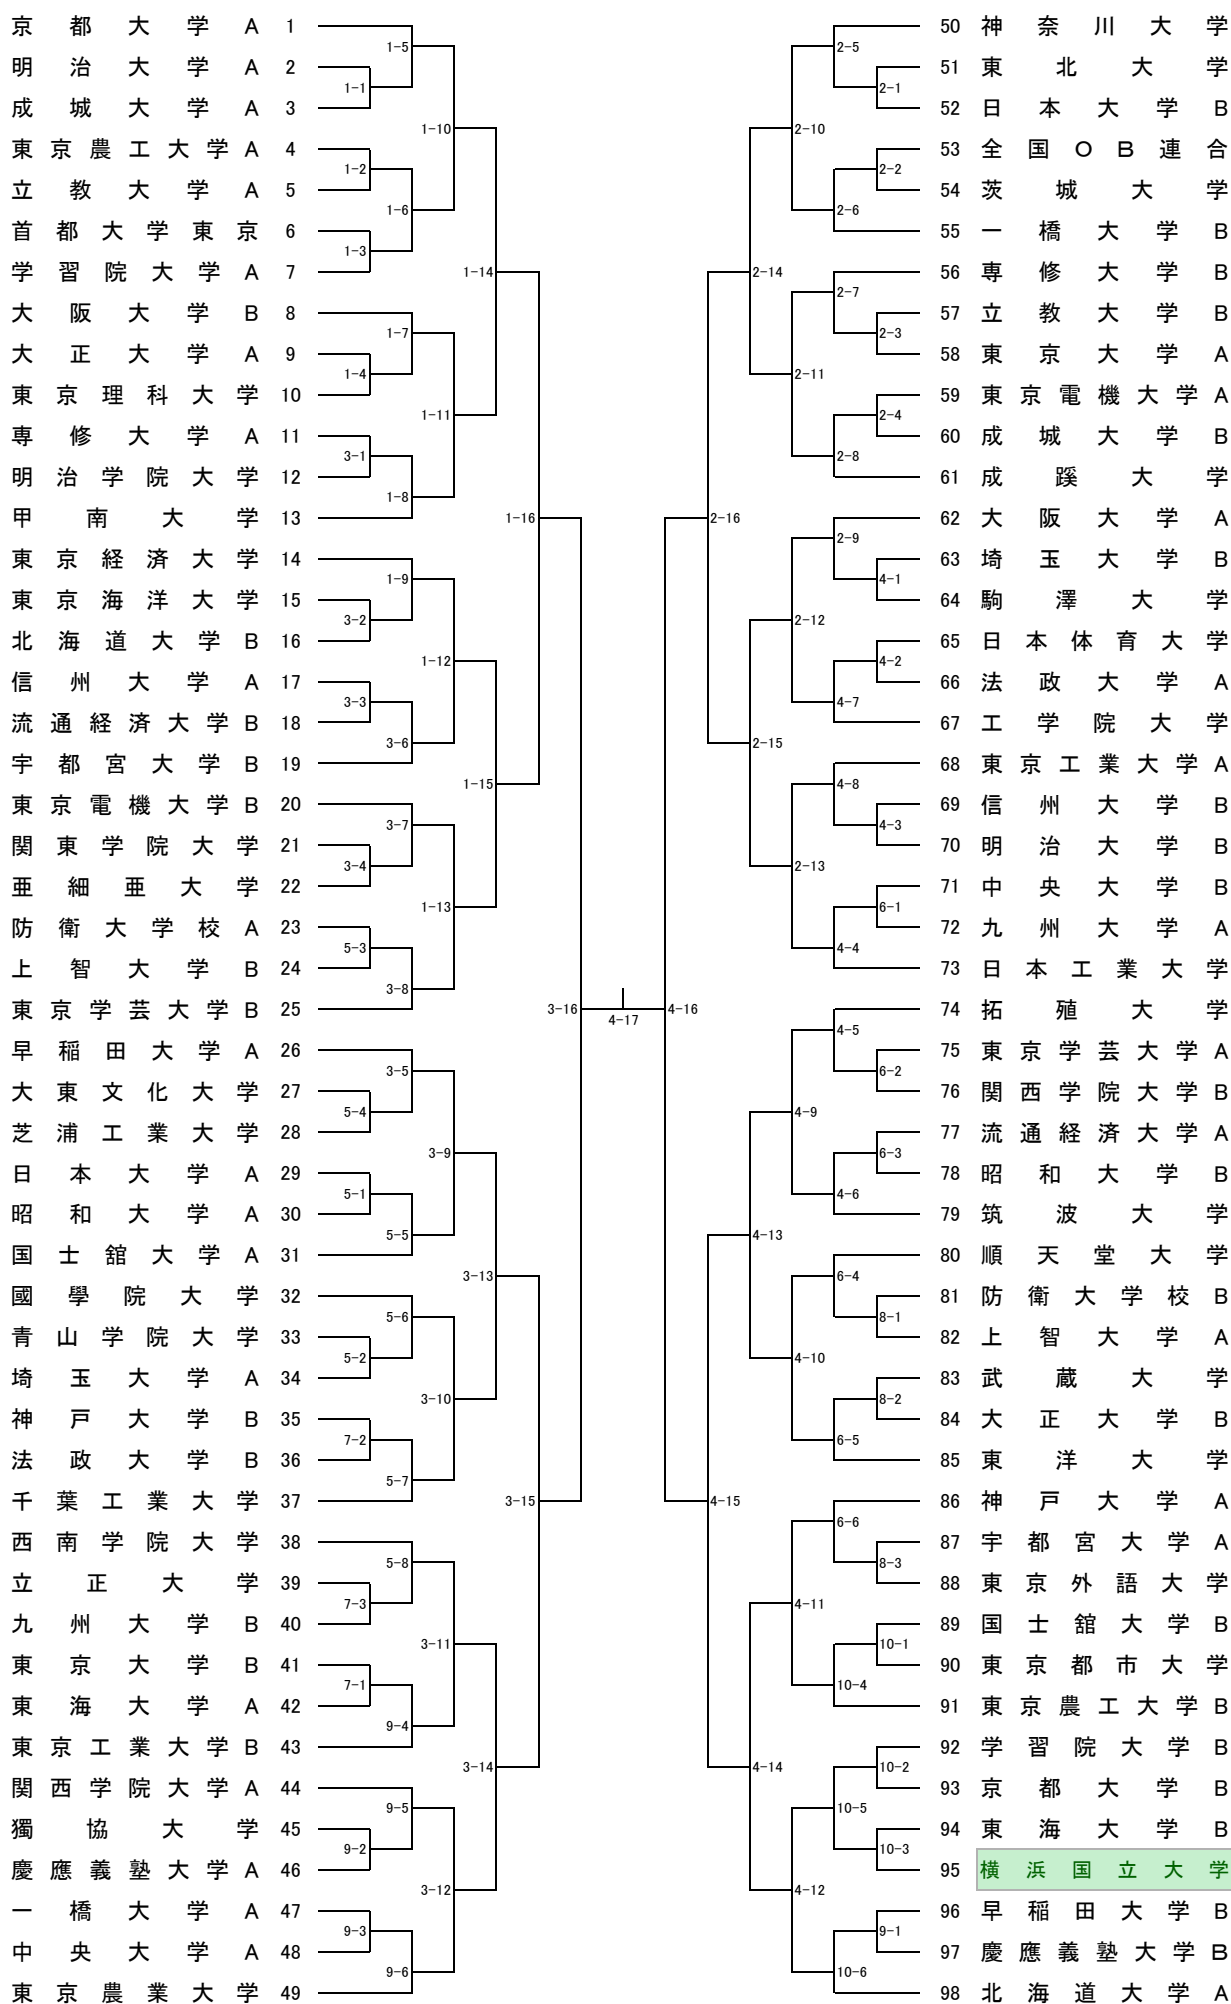 京都大学A 1
明治大学A 2
成城大学A 3
東京農工大学A 4
立教大学A 5
首都大学東京 6
学習院大学A 7
大阪大学B 8
大正大学A 9
東京理科大学 10
専修大学A 11
明治学院大学 12
甲南大学 13
東京経済大学 14
東京海洋大学 15
北海道大学B 16
信州大学A 17
流通経済大学B 18
宇都宮大学B 19
東京電機大学B 20
関東学院大学 21
亜細亜大学 22
防衛大学校A 23
上智大学B 24
東京学芸大学B 25
早稲田大学A 26
大東文化大学 27
芝浦工業大学 28
日本大学A 29
昭和大学A 30
国士舘大学A 31
國學院大学 32
青山学院大学 33
埼玉大学A 34
神戸大学B 35
法政大学B 36
千葉工業大学 37
西南学院大学 38
立正大学 39
九州大学B 40
東京大学B 41
東海大学A 42
東京工業大学B 43
関西学院大学A 44
獨協大学 45
慶應義塾大学A 46
一橋大学A 47
中央大学A 48
東京農業大学 49
1-5
1-1
1-10
1-2
1-6
1-3
1-14
1-7
1-4
1-11
3-1
1-8
1-16
1-9
3-2
1-12
3-3
3-6
1-15
3-7
3-4
1-13
5-3
3-8
3-16
3-5
5-4
3-9
5-1
5-5
3-13
5-6
5-2
3-10
7-2
5-7
3-15
5-8
7-3
3-11
7-1
9-4
3-14
9-5
9-2
3-12
9-3
9-6
4-17
2-5
2-1
2-10
2-2
2-6
2-14
2-7
2-3
2-11
2-4
2-8
2-16
2-9
4-1
2-12
4-2
4-7
2-15
4-8
4-3
2-13
6-1
4-4
4-16
4-5
6-2
4-9
6-3
4-6
4-13
6-4
8-1
4-10
8-2
6-5
4-15
6-6
8-3
4-11
10-1
10-4
4-14
10-2
10-5
10-3
4-12
9-1
10-6
50 神奈川大学
51 東北大学
52 日本大学B
53 全国OB連合
54 茨城大学
55 一橋大学B
56 専修大学B
57 立教大学B
58 東京大学A
59 東京電機大学A
60 成城大学B
61 成蹊大学
62 大阪大学A
63 埼玉大学B
64 駒澤大学
65 日本体育大学
66 法政大学A
67 工学院大学
68 東京工業大学A
69 信州大学B
70 明治大学B
71 中央大学B
72 九州大学A
73 日本工業大学
74 拓殖大学
75 東京学芸大学A
76 関西学院大学B
77 流通経済大学A
78 昭和大学B
79 筑波大学
80 順天堂大学
81 防衛大学校B
82 上智大学A
83 武蔵大学
84 大正大学B
85 東洋大学
86 神戸大学A
87 宇都宮大学A
88 東京外語大学
89 国士舘大学B
90 東京都市大学
91 東京農工大学B
92 学習院大学B
93 京都大学B
94 東海大学B
95 横浜国立大学
96 早稲田大学B
97 慶應義塾大学B
98 北海道大学A